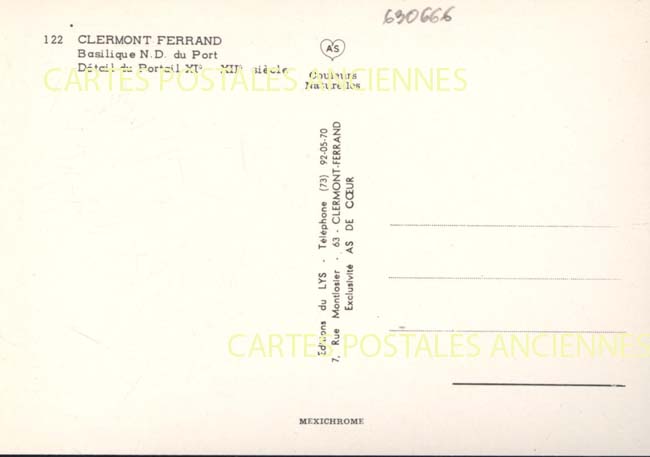 630666
122 CLERMONT FERRAND
Basilique N.D. du Port
Détail du Portail XIᵉ - XIIᵉ siècle
AS
Couleurs
Naturelles
CARTES POSTALES ANCIENNES
Editions du LYS - Téléphone (73) 92-05-70
7, Rue Montlosier - 63 - CLERMONT-FERRAND
Exclusivité AS DE CŒUR
CARTES POSTALES ANCIENNES
MEXICHROME